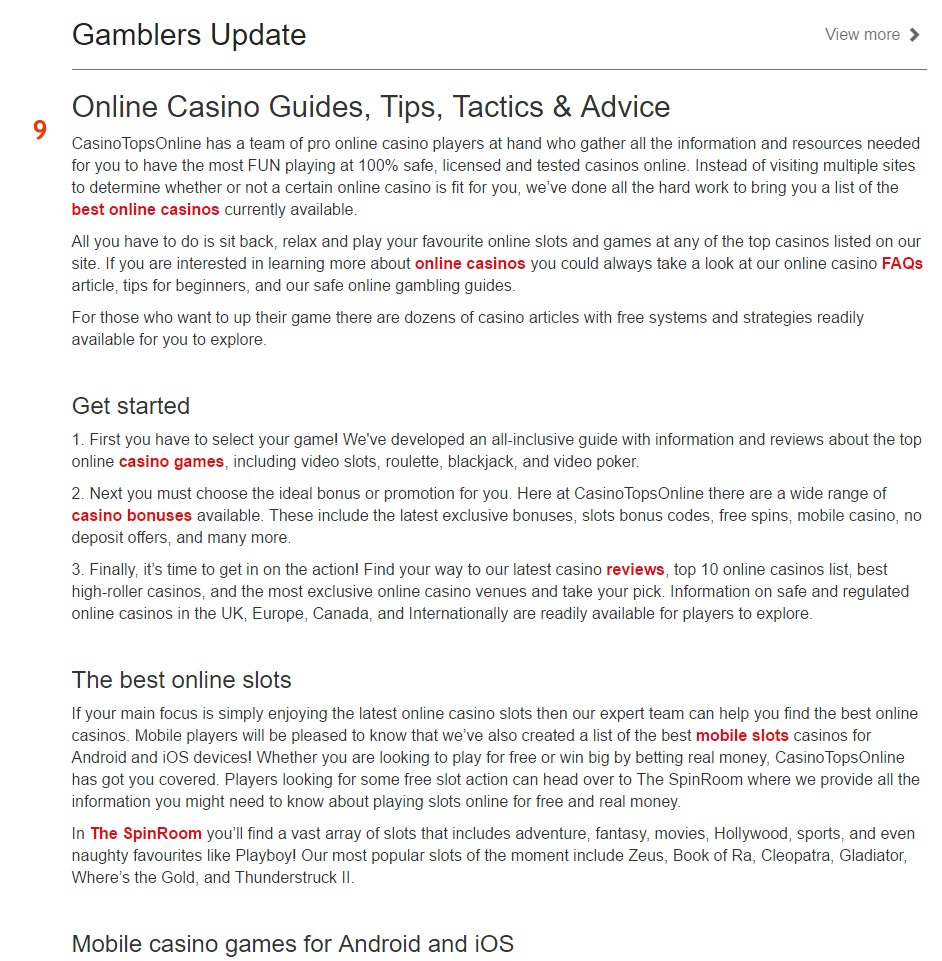 Gamblers Update
View more
Online Casino Guides, Tips, Tactics & Advice
9
CasinoTopsOnline has a team of pro online casino players at hand who gather all the information and resources needed
for you to have the most FUN playing at 100% safe, licensed and tested casinos online. Instead of visiting multiple sites
to determine whether or not a certain online casino is fit for you, we’ve done all the hard work to bring you a list of the
best online casinos currently available.
All you have to do is sit back, relax and play your favourite online slots and games at any of the top casinos listed on our
site. If you are interested in learning more about online casinos you could always take a look at our online casino FAQs
article, tips for beginners, and our safe online gambling guides.
For those who want to up their game there are dozens of casino articles with free systems and strategies readily
available for you to explore.
Get started
1. First you have to select your game! We've developed an all-inclusive guide with information and reviews about the top
online casino games, including video slots, roulette, blackjack, and video poker.
2. Next you must choose the ideal bonus or promotion for you. Here at CasinoTopsOnline there are a wide range of
casino bonuses available. These include the latest exclusive bonuses, slots bonus codes, free spins, mobile casino, no
deposit offers, and many more.
3. Finally, it’s time to get in on the action! Find your way to our latest casino reviews, top 10 online casinos list, best
high-roller casinos, and the most exclusive online casino venues and take your pick. Information on safe and regulated
online casinos in the UK, Europe, Canada, and Internationally are readily available for players to explore.
The best online slots
If your main focus is simply enjoying the latest online casino slots then our expert team can help you find the best online
casinos. Mobile players will be pleased to know that we’ve also created a list of the best mobile slots casinos for
Android and iOS devices! Whether you are looking to play for free or win big by betting real money, CasinoTopsOnline
has got you covered. Players looking for some free slot action can head over to The SpinRoom where we provide all the
information you might need to know about playing slots online for free and real money.
In The SpinRoom you’ll find a vast array of slots that includes adventure, fantasy, movies, Hollywood, sports, and even
naughty favourites like Playboy! Our most popular slots of the moment include Zeus, Book of Ra, Cleopatra, Gladiator,
Where’s the Gold, and Thunderstruck II.
Mobile casino games for Android and iOS